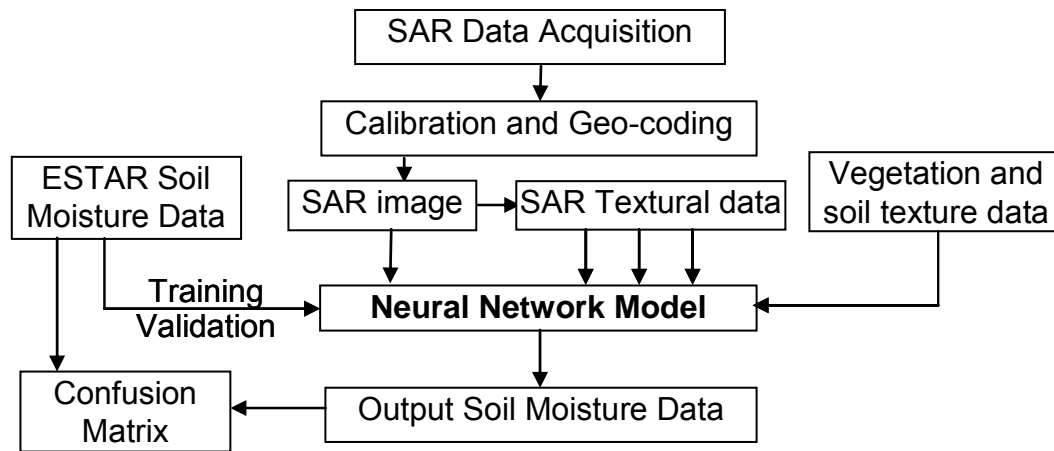 SAR Data Acquisition
Calibration and Geo-coding
ESTAR Soil
Moisture Data
SAR image
SAR Textural data
Vegetation and
soil texture data
Training
Validation
Neural Network Model
Confusion
Matrix
Output Soil Moisture Data